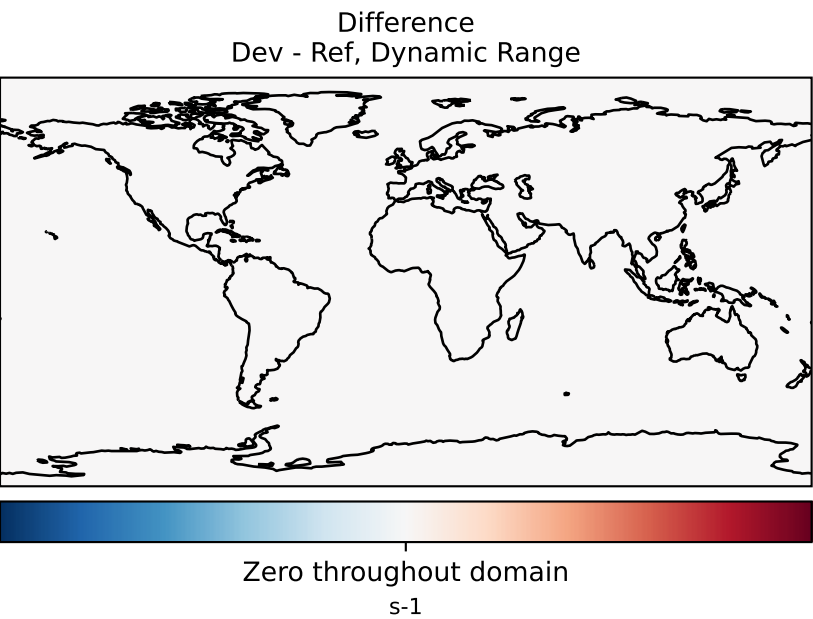 Difference
Dev - Ref, Dynamic Range
Zero throughout domain
s-1